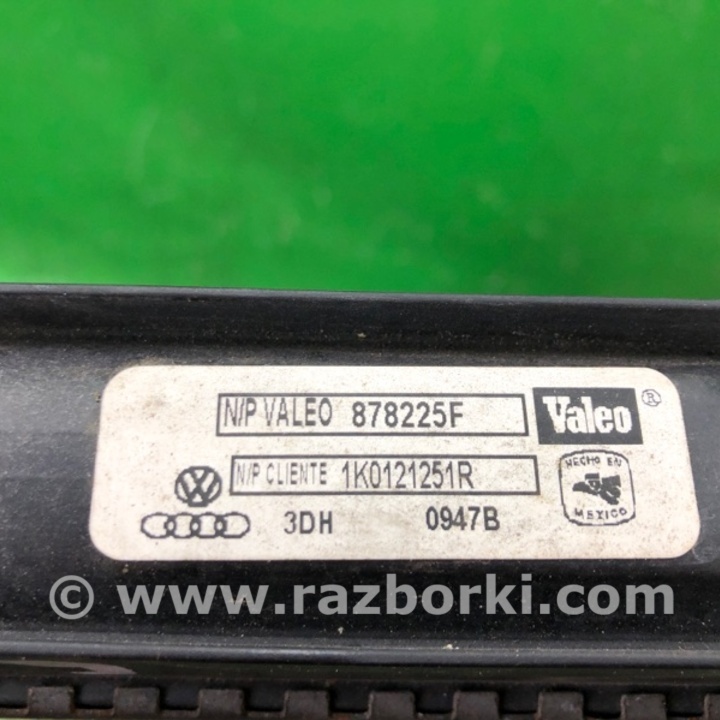 N/P VALEO 878225F Valeo ®
N/P CLIENTE 1K0121251R HECHO EN
MEXICO
3DH 0947B
© www.razborki.com